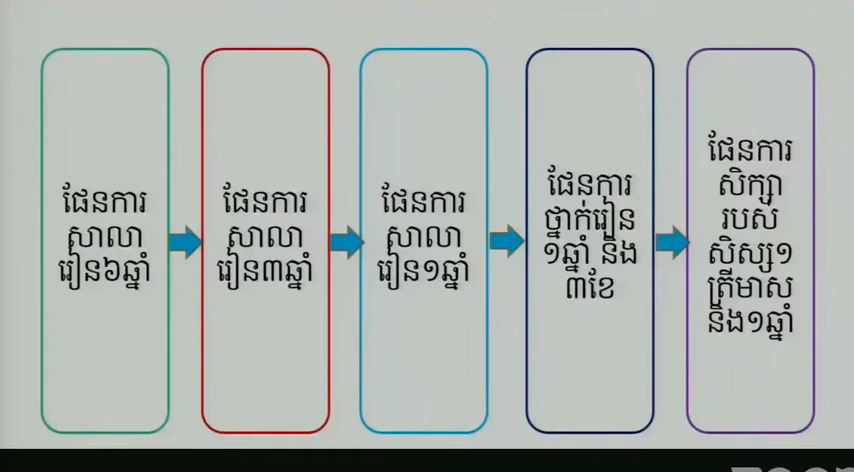 ផែនការ
សាលា
រៀន៦ឆ្នាំ
ផែនការ
សាលា
រៀន៣ឆ្នាំ
ផែនការ
សាលា
រៀន១ឆ្នាំ
ផែនការ
ថ្នាក់រៀន
១ឆ្នាំ និង
៣ខែ
ផែនការ
សិក្សា
របស់
សិស្ស១
ត្រីមាស
និង១ឆ្នាំ